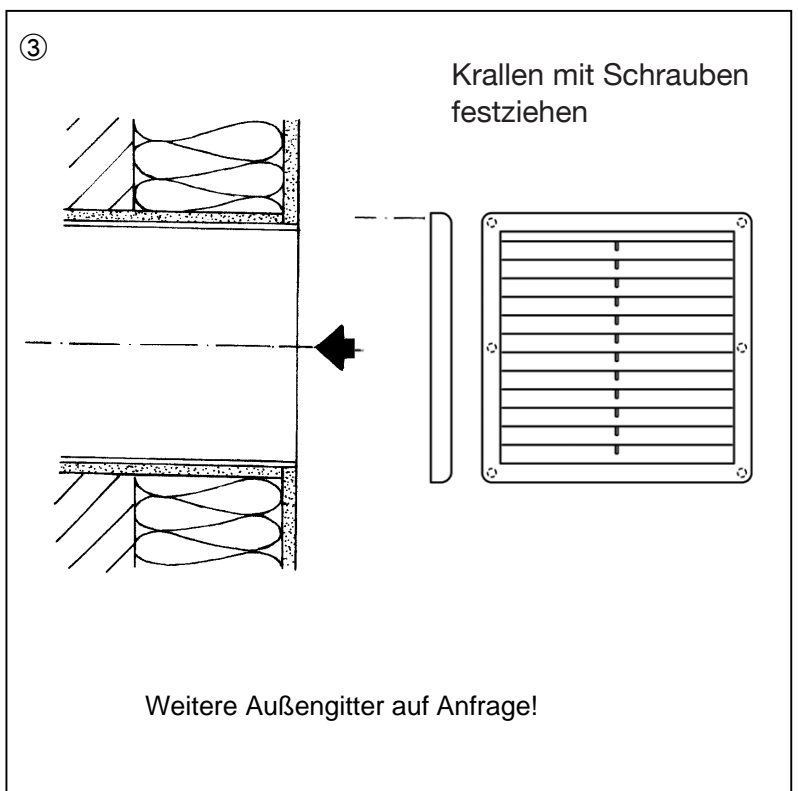 ③
Krallen mit Schrauben
festziehen
Weitere Außengitter auf Anfrage!